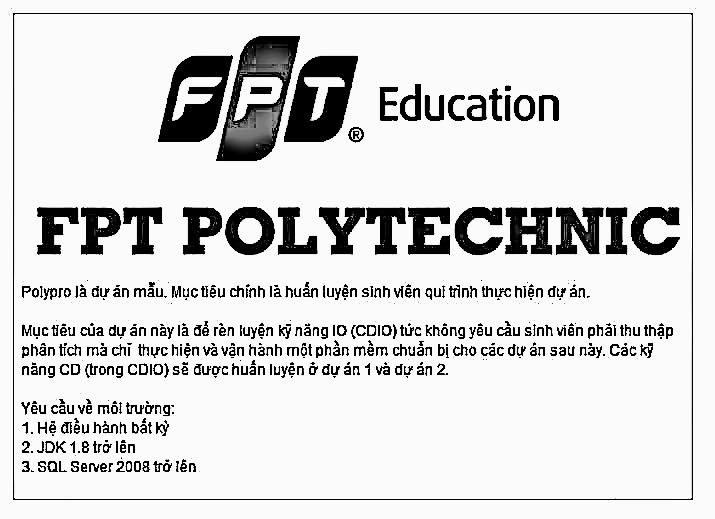 FPT® Education
FPT POLYTECHNIC
Polypro là dự án mẫu. Mục tiêu chính là huấn luyện sinh viên qui trình thực hiện dự án.
Mục tiêu của dự án này là để rèn luyện kỹ năng IO (CDIO) tức không yêu cầu sinh viên phải thu thập
phân tích mà chỉ thực hiện và vận hành một phần mềm chuẩn bị cho các dự án sau này. Các kỹ
năng CD (trong CDIO) sẽ được huấn luyện ở dự án 1 và dự án 2.
Yêu cầu về môi trường:
1. Hệ điều hành bất kỳ
2. JDK 1.8 trở lên
3. SQL Server 2008 trở lên